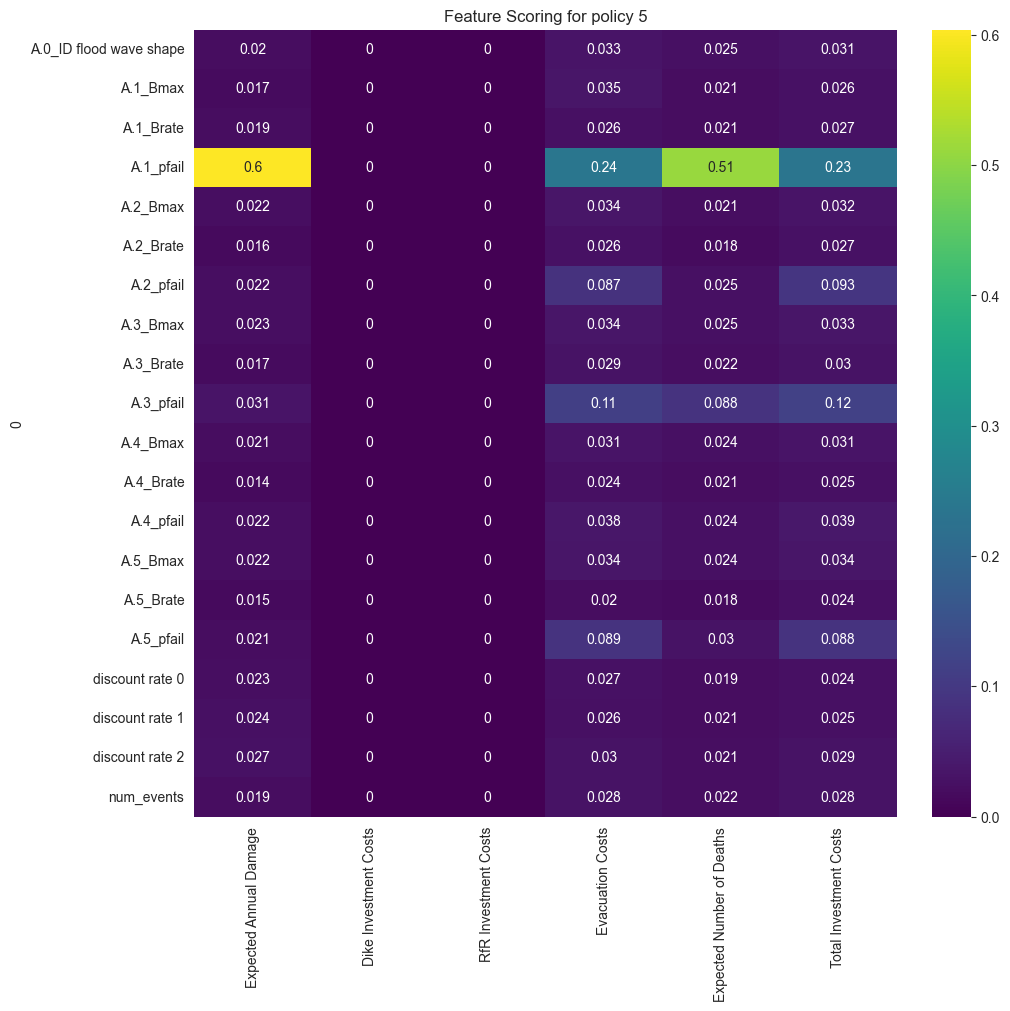 Feature Scoring for policy 5
A.0_ID flood wave shape 0.02 0 0 0.033 0.025 0.031
A.1_Bmax 0.017 0 0 0.035 0.021 0.026
A.1_Brate 0.019 0 0 0.026 0.021 0.027
A.1_pfail 0.6 0 0 0.24 0.51 0.23
A.2_Bmax 0.022 0 0 0.034 0.021 0.032
A.2_Brate 0.016 0 0 0.026 0.018 0.027
A.2_pfail 0.022 0 0 0.087 0.025 0.093
A.3_Bmax 0.023 0 0 0.034 0.025 0.033
A.3_Brate 0.017 0 0 0.029 0.022 0.03
A.3_pfail 0.031 0 0 0.11 0.088 0.12
A.4_Bmax 0.021 0 0 0.031 0.024 0.031
A.4_Brate 0.014 0 0 0.024 0.021 0.025
A.4_pfail 0.022 0 0 0.038 0.024 0.039
A.5_Bmax 0.022 0 0 0.034 0.024 0.034
A.5_Brate 0.015 0 0 0.02 0.018 0.024
A.5_pfail 0.021 0 0 0.089 0.03 0.088
discount rate 0 0.023 0 0 0.027 0.019 0.024
discount rate 1 0.024 0 0 0.026 0.021 0.025
discount rate 2 0.027 0 0 0.03 0.021 0.029
num_events 0.019 0 0 0.028 0.022 0.028
0
Expected Annual Damage
Dike Investment Costs
RfR Investment Costs
Evacuation Costs
Expected Number of Deaths
Total Investment Costs
0.6
0.5
0.4
0.3
0.2
0.1
0.0